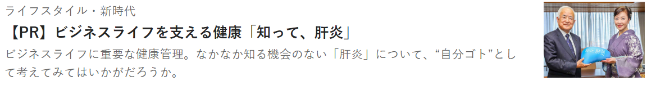 ライフスタイル・新時代
【PR】ビジネスライフを支える健康「知って、肝炎」
ビジネスライフに重要な健康管理。なかなか知る機会のない「肝炎」について、“自分ゴト”とし
て考えてみてはいかがだろうか。